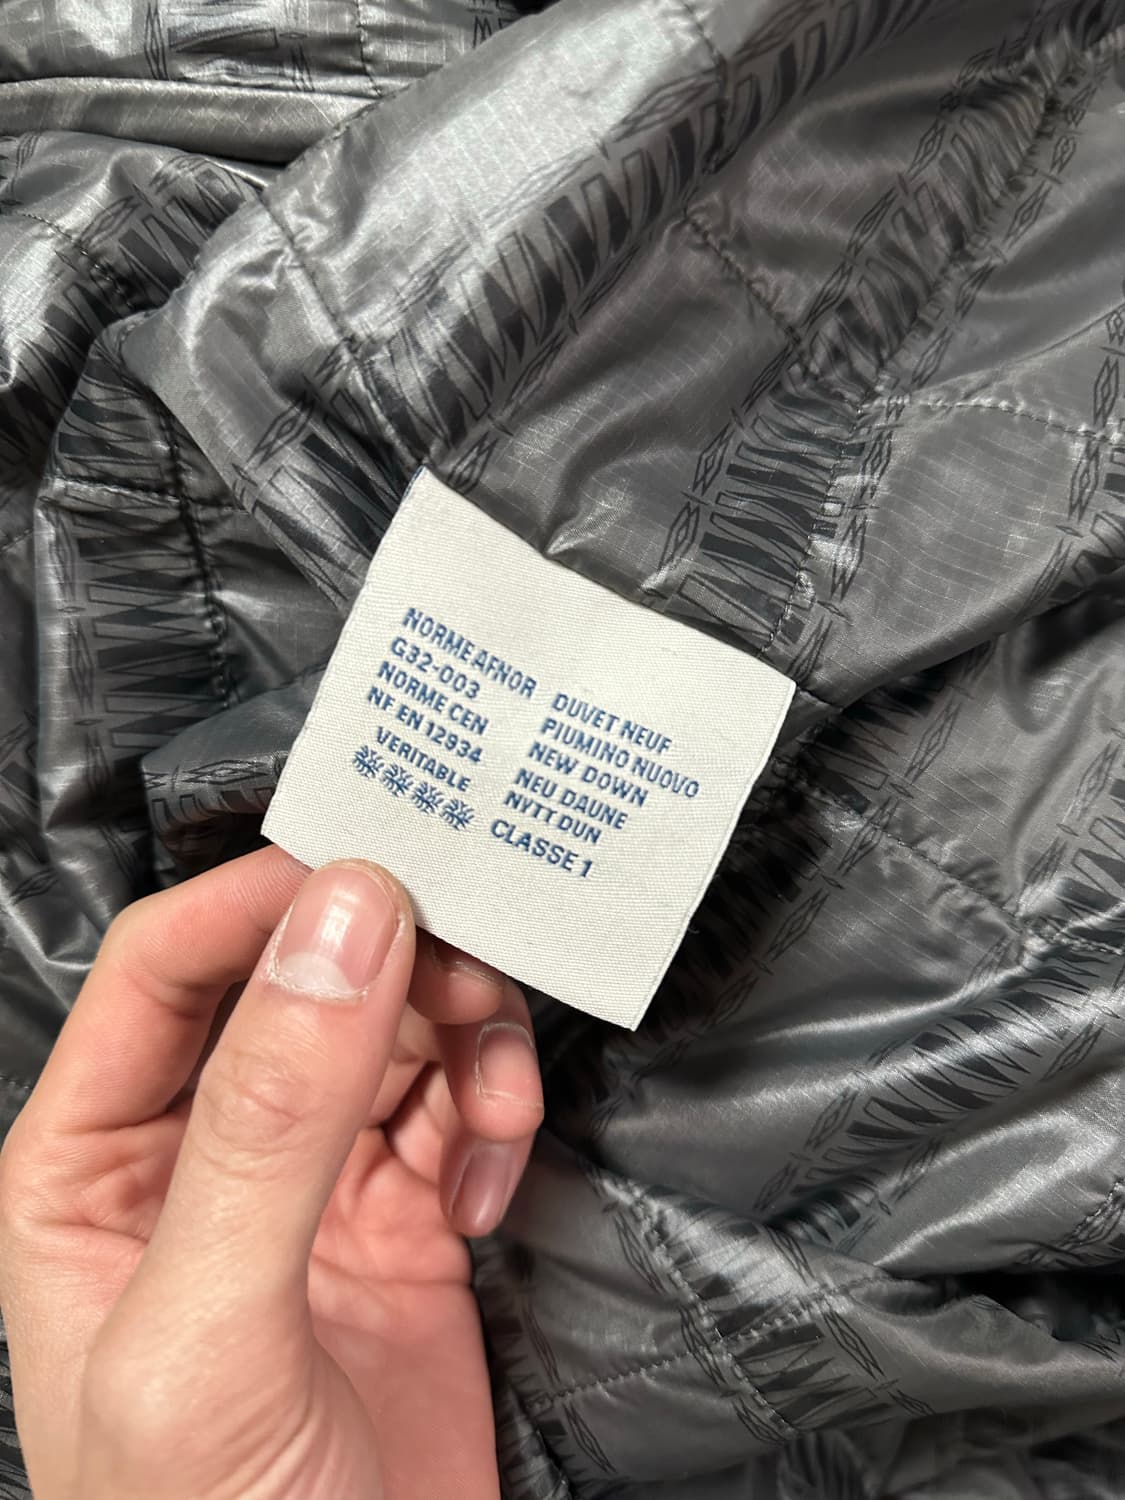 NORME AFNOR
G32-003
NORME CEN
NF EN 12934
VERITABLE
DUVET NEUF
PIUMINO NUOVO
NEW DOWN
NEU DAUNE
NYTT DUN
CLASSE 1